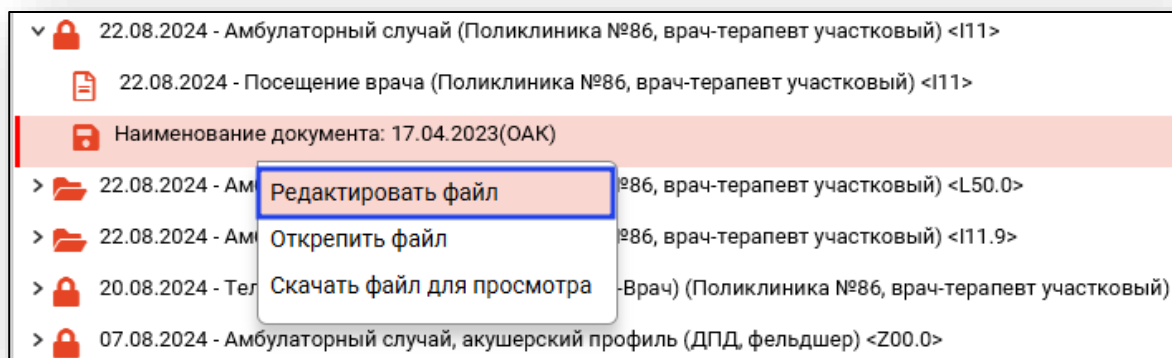 22.08.2024 - Амбулаторный случай (Поликлиника №86, врач-терапевт участковый) <I11>
22.08.2024 - Посещение врача (Поликлиника №86, врач-терапевт участковый) <I11>
Наименование документа: 17.04.2023(ОАК)
22.08.2024 - Ам №86, врач-терапевт участковый) <L50.0>
Редактировать файл
22.08.2024 - Ам №86, врач-терапевт участковый) <I11.9>
Открепить файл
20.08.2024 - Тел -Врач) (Поликлиника №86, врач-терапевт участковый)
Скачать файл для просмотра
07.08.2024 - Амбулаторный случай, акушерский профиль (ДПД, фельдшер) <Z00.0>